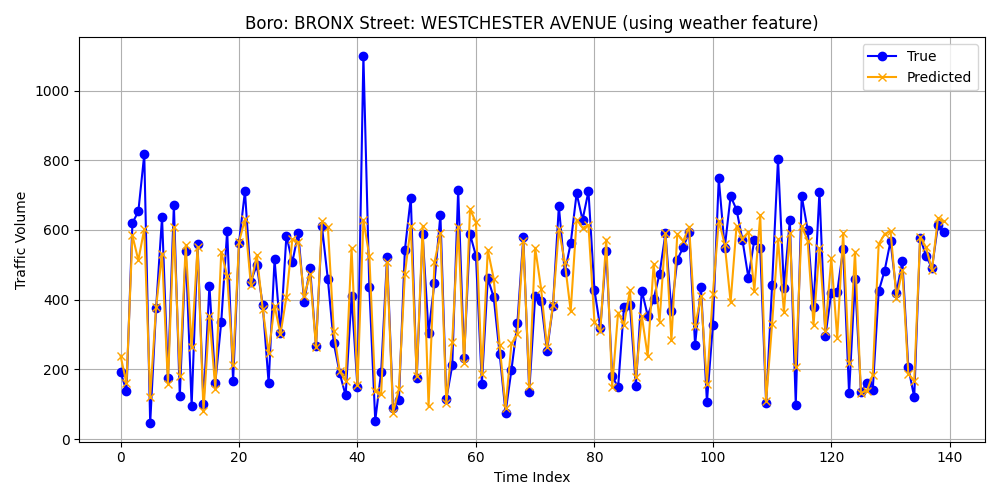 Boro: BRONX Street: WESTCHESTER AVENUE (using weather feature)
True
Predicted
Traffic Volume
1000
800
600
400
200
0
0 20 40 60 80 100 120 140
Time Index